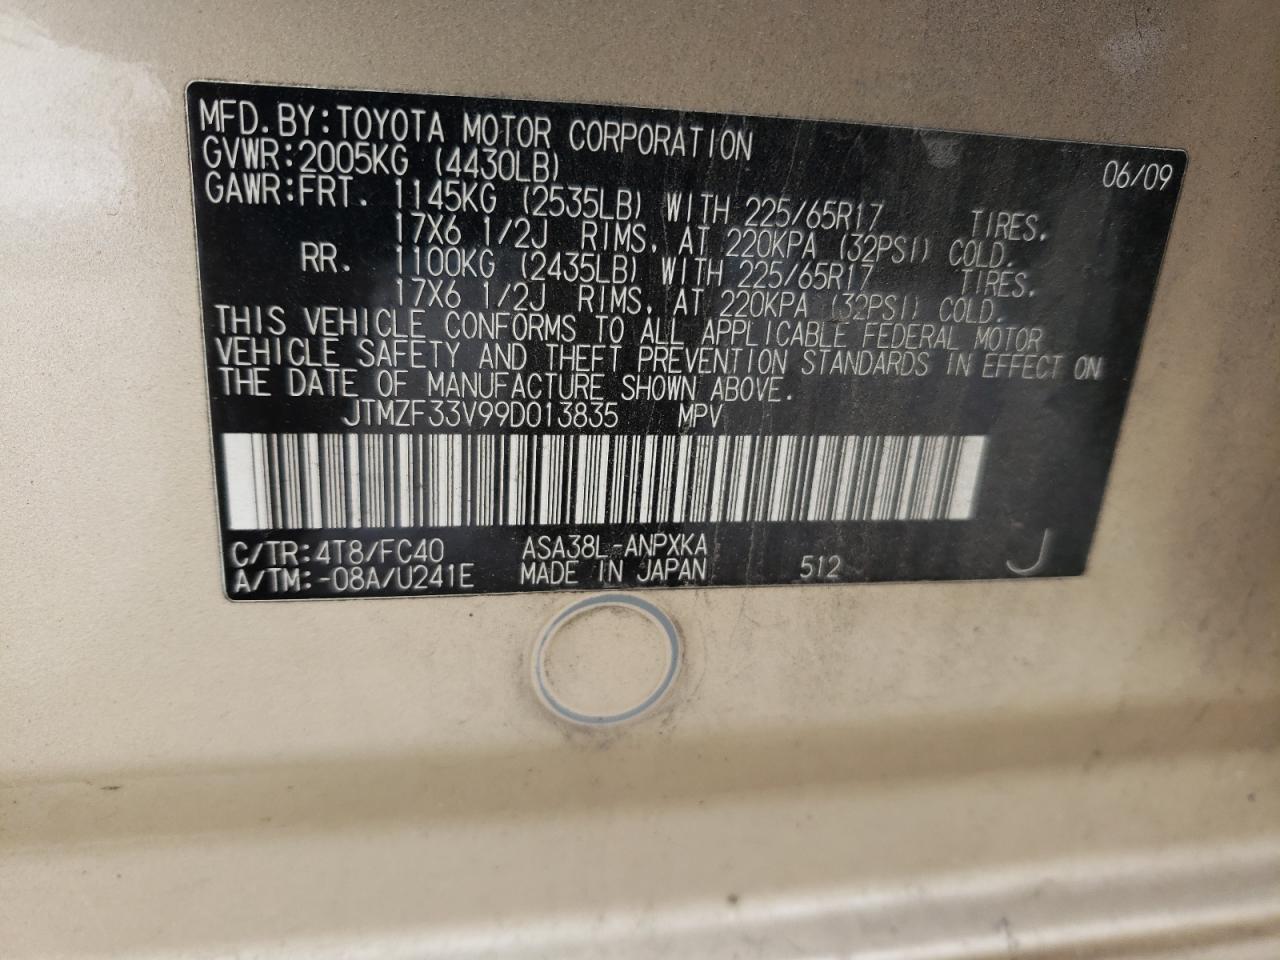 MFD. BY: TOYOTA MOTOR CORPORATION 06/09
GVWR: 2005KG (4430LB)
GAWR: FRT. 1145KG (2535LB) WITH 225/65R17 TIRES,
17X6 1/2J RIMS, AT 220KPA (32PSI) COLD.
RR. 1100KG (2435LB) WITH 225/65R17 TIRES,
17X6 1/2J RIMS, AT 220KPA (32PSI) COLD.
THIS VEHICLE CONFORMS TO ALL APPLICABLE FEDERAL MOTOR
VEHICLE SAFETY AND THEFT PREVENTION STANDARDS IN EFFECT ON
THE DATE OF MANUFACTURE SHOWN ABOVE.
JTMZF33V99D013835 MPV
C/TR: 4T8/FC40 ASA38L-ANPXKA
A/TM: -08A/U241E MADE IN JAPAN 512 J